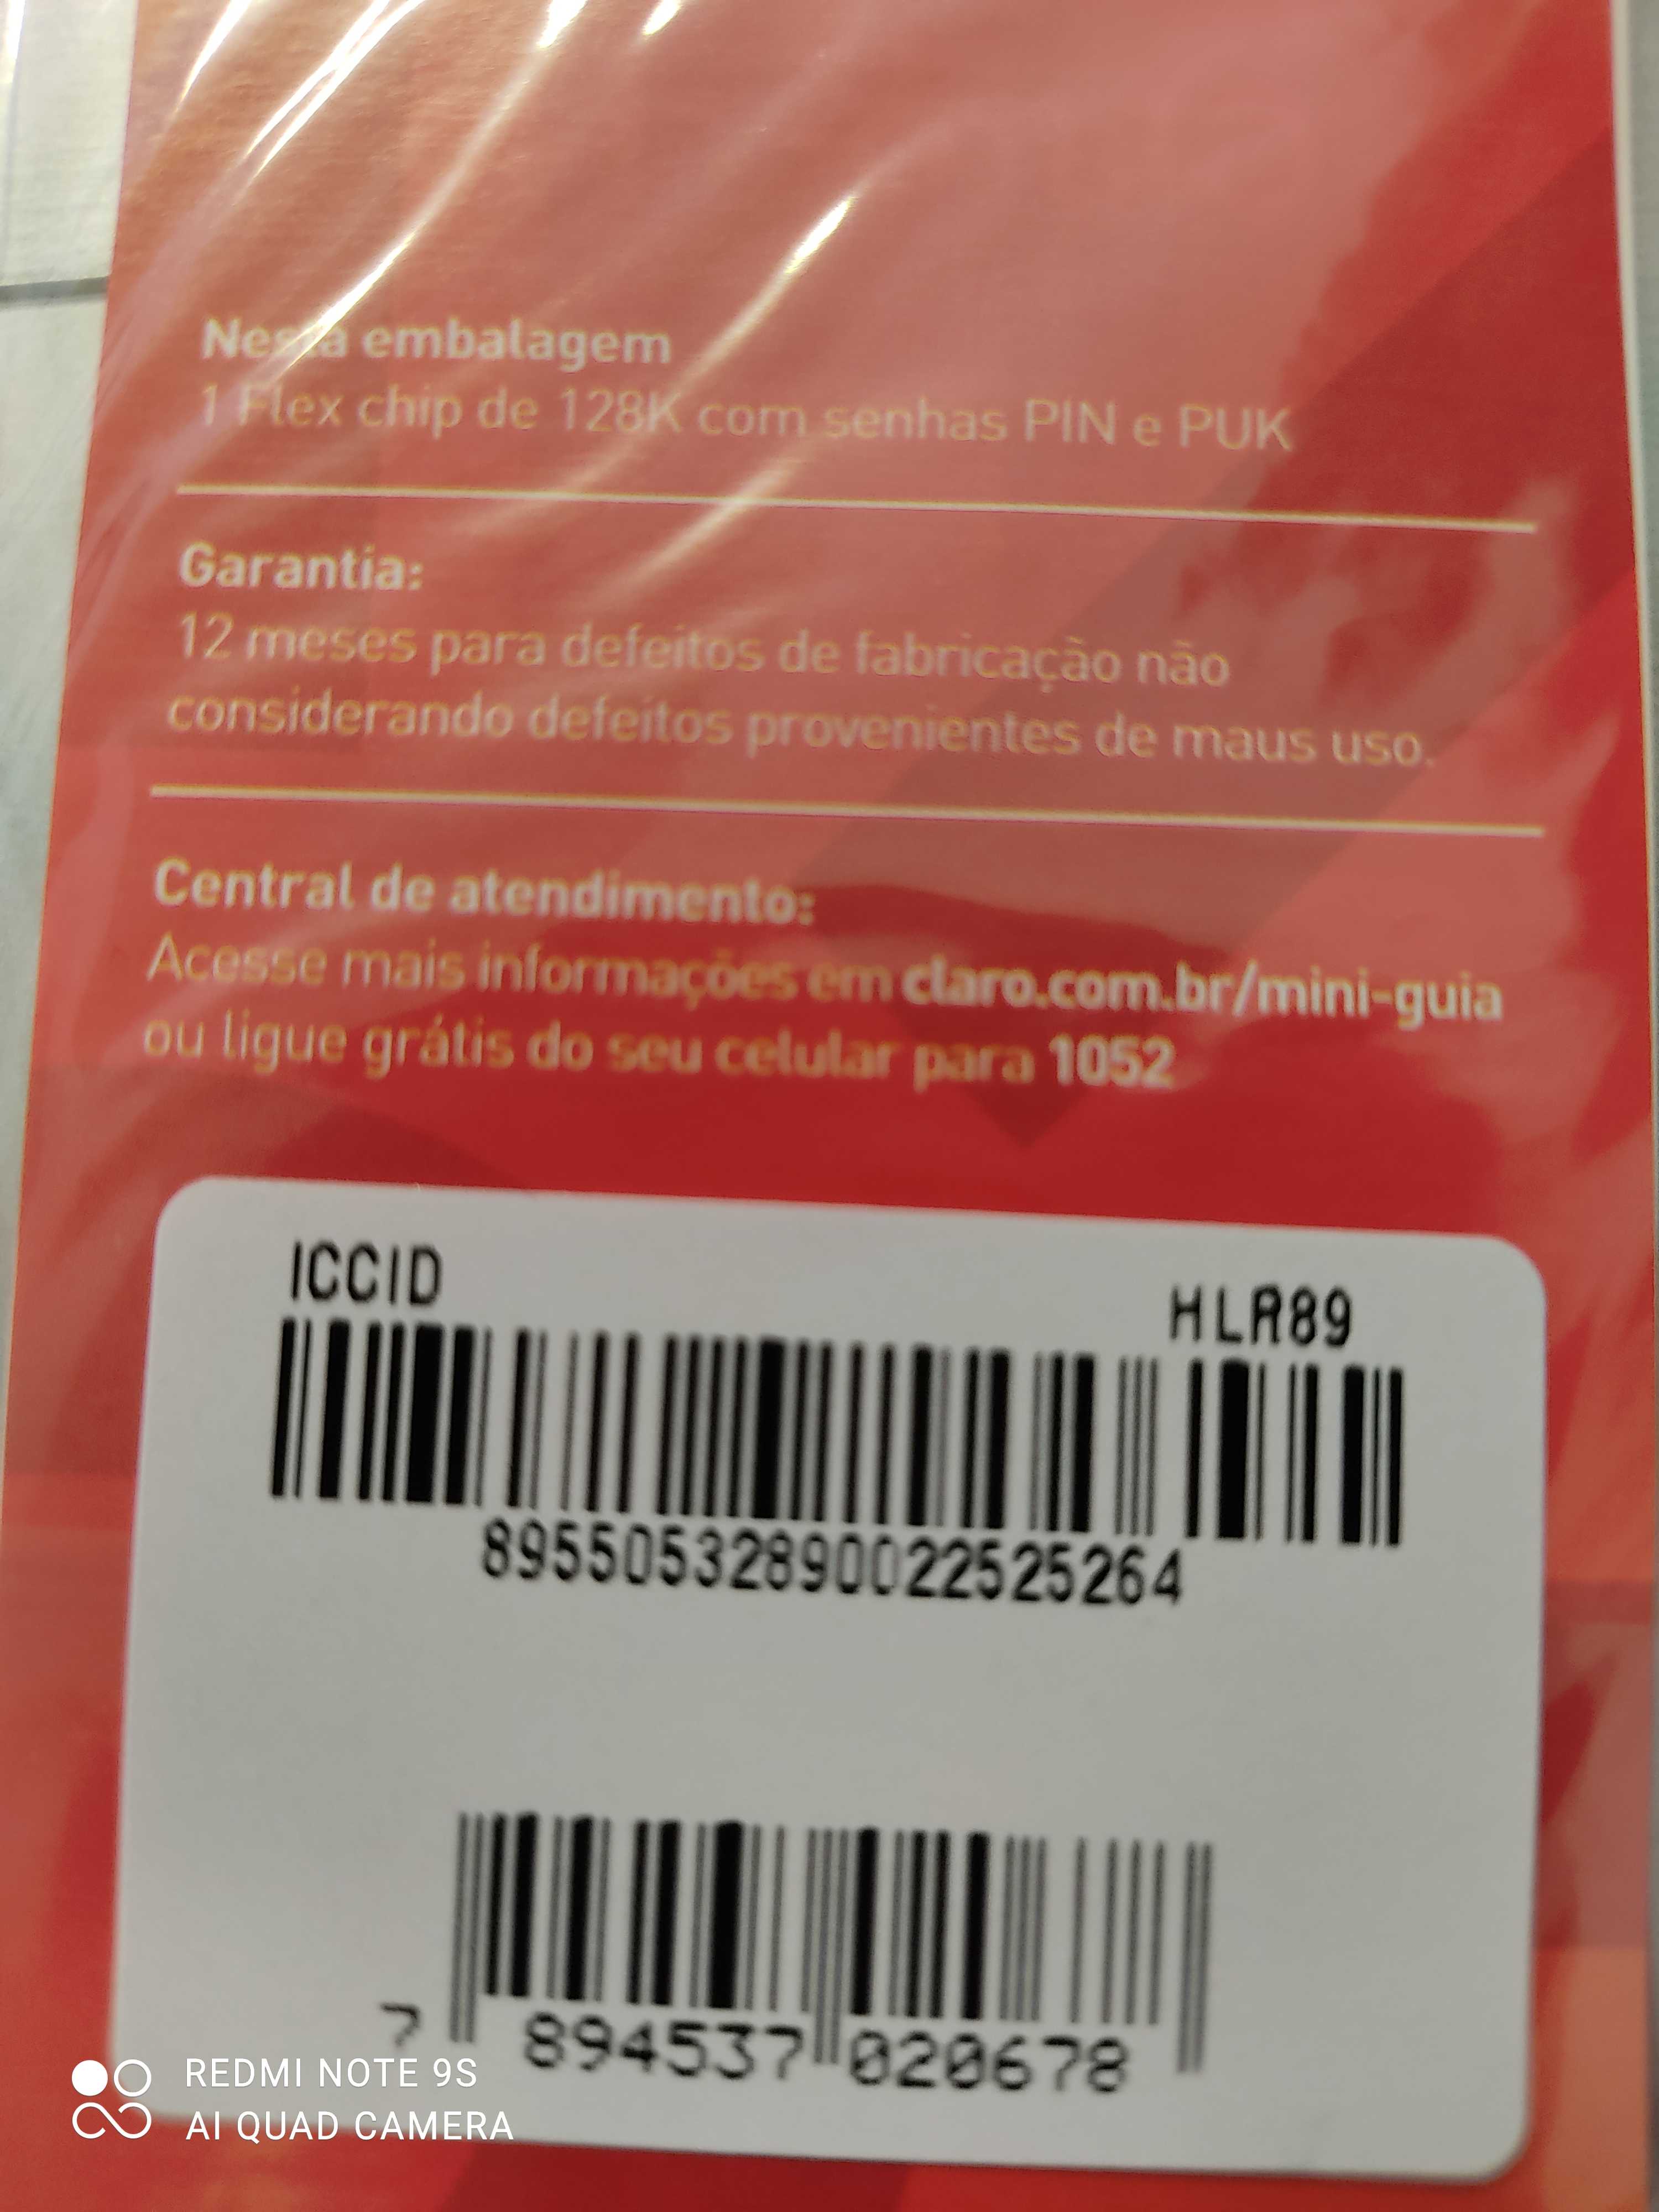 Nesta embalagem
1 Flex chip de 128K com senhas PIN e PUK
Garantia:
12 meses para defeitos de fabricação não
considerando defeitos provenientes de maus uso.
Central de atendimento:
Acesse mais informações em claro.com.br/mini-guia
ou ligue grátis do seu celular para 1052
ICCID
HLR89
89550532890022525264
7 894537 020678
REDMI NOTE 9S
AI QUAD CAMERA